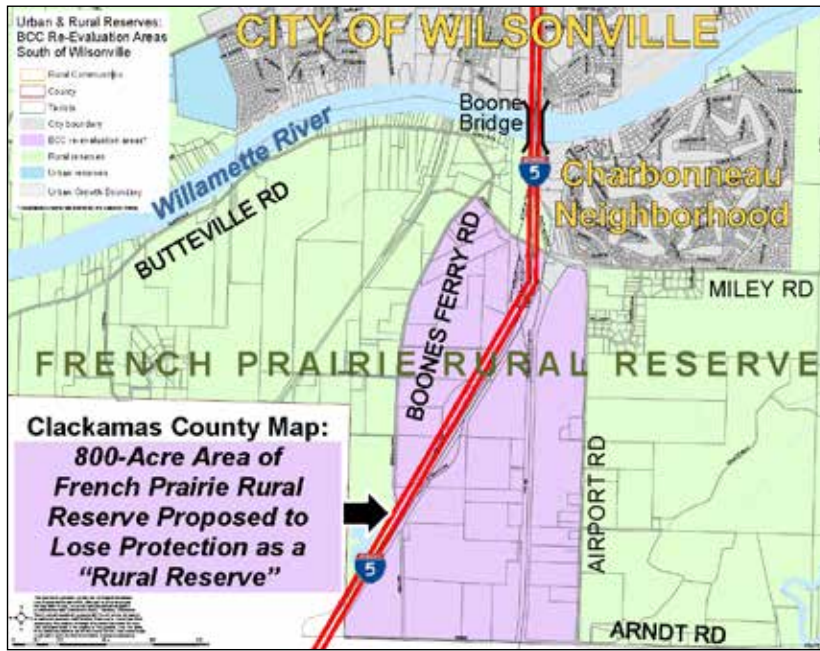 Urban & Rural Reserves:
BCC Re-Evaluation Areas
South of Wilsonville
Rural Communities
County
Taxlots
City boundary
BCC re-evaluation areas*
Rural reserves
Urban reserves
Urban Growth Boundary
CITY OF WILSONVILLE
Boone
Bridge
Willamette River
5
Charbonneau
Neighborhood
BUTTEVILLE RD
BOONES FERRY RD
MILEY RD
FRENCH PRAIRIE RURAL RESERVE
Clackamas County Map:
800-Acre Area of
French Prairie Rural
Reserve Proposed to
Lose Protection as a
“Rural Reserve”
AIRPORT RD
5
ARNDT RD